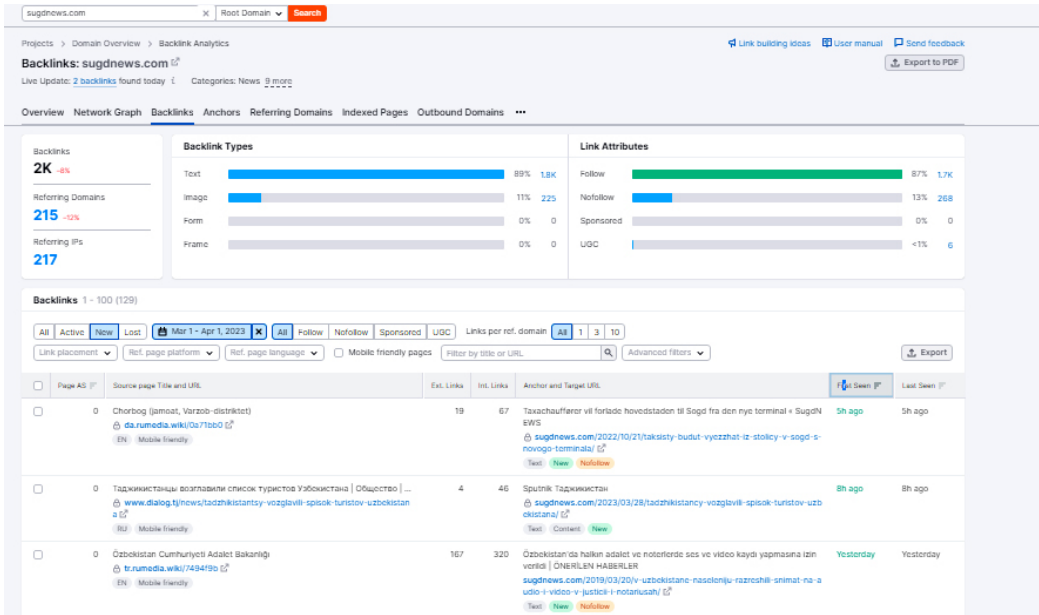 sugdnews.com × Root Domain Search
Projects > Domain Overview > Backlink Analytics
Link building ideas User manual Send feedback
Backlinks: sugdnews.com
Export to PDF
Live Update: 2 backlinks found today i Categories: News 9 more
Overview Network Graph Backlinks Anchors Referring Domains Indexed Pages Outbound Domains •••
Backlinks
2K -8%
Referring Domains
215 -12%
Referring IPs
217
Backlink Types
Text 89% 1.8K
Image 11% 225
Form 0% 0
Frame 0% 0
Link Attributes
Follow 87% 1.7K
Nofollow 13% 268
Sponsored 0% 0
UGC <1% 6
Backlinks 1 - 100 (129)
All Active New Lost Mar 1 - Apr 1, 2023 × All Follow Nofollow Sponsored UGC Links per ref. domain All 1 3 10
Link placement Ref. page platform Ref. page language Mobile friendly pages Filter by title or URL Advanced filters Export
Page AS Source page Title and URL Ext. Links Int. Links Anchor and Target URL First Seen Last Seen
0 Chorbog (jamoat, Varzob-distriktet) 19 67 Taxachauffører vil forlade hovedstaden til Sogd fra den nye terminal « SugdN 5h ago 5h ago
EWS
da.rumedia.wiki/0a71bb0
sugdnews.com/2022/10/21/taksisty-budut-vyezzhat-iz-stolicy-v-sogd-s-
novogo-terminala/
EN Mobile friendly
Text New Nofollow
0 Таджикистанцы возглавили список туристов Узбекистана | Общество | ... 4 46 Sputnik Таджикистан 8h ago 8h ago
www.dialog.tj/news/tadzhikistantsy-vozglavili-spisok-turistov-uzbekistan
a
sugdnews.com/2023/03/28/tadzhikistancy-vozglavili-spisok-turistov-uzb
ekistana/
RU Mobile friendly
Text Content New
0 Özbekistan Cumhuriyeti Adalet Bakanlığı 167 320 Özbekistan'da halkın adalet ve noterlerde ses ve video kaydı yapmasına izin Yesterday Yesterday
verildi | ÖNERİLEN HABERLER
tr.rumedia.wiki/7494f9b
sugdnews.com/2019/03/20/v-uzbekistane-naseleniju-razreshili-snimat-na-a
udio-i-video-v-justicii-i-notariusah/
EN Mobile friendly
Text New Nofollow